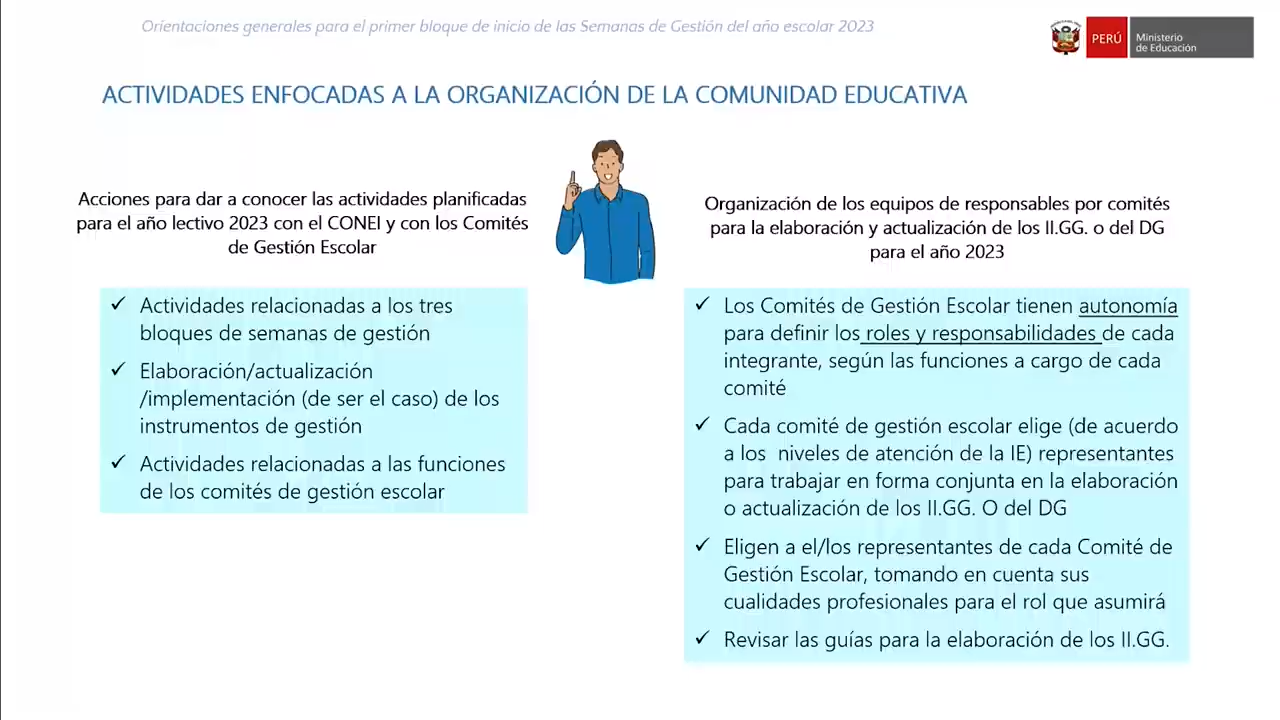 Orientaciones generales para el primer bloque de inicio de las Semanas de Gestión del año escolar 2023
PERÚ
Ministerio
de Educación
ACTIVIDADES ENFOCADAS A LA ORGANIZACIÓN DE LA COMUNIDAD EDUCATIVA
Acciones para dar a conocer las actividades planificadas
para el año lectivo 2023 con el CONEI y con los Comités
de Gestión Escolar
✓ Actividades relacionadas a los tres
bloques de semanas de gestión
✓ Elaboración/actualización
/implementación (de ser el caso) de los
instrumentos de gestión
✓ Actividades relacionadas a las funciones
de los comités de gestión escolar
Organización de los equipos de responsables por comités
para la elaboración y actualización de los II.GG. o del DG
para el año 2023
✓ Los Comités de Gestión Escolar tienen autonomía
para definir los roles y responsabilidades de cada
integrante, según las funciones a cargo de cada
comité
✓ Cada comité de gestión escolar elige (de acuerdo
a los niveles de atención de la IE) representantes
para trabajar en forma conjunta en la elaboración
o actualización de los II.GG. O del DG
✓ Eligen a el/los representantes de cada Comité de
Gestión Escolar, tomando en cuenta sus
cualidades profesionales para el rol que asumirá
✓ Revisar las guías para la elaboración de los II.GG.